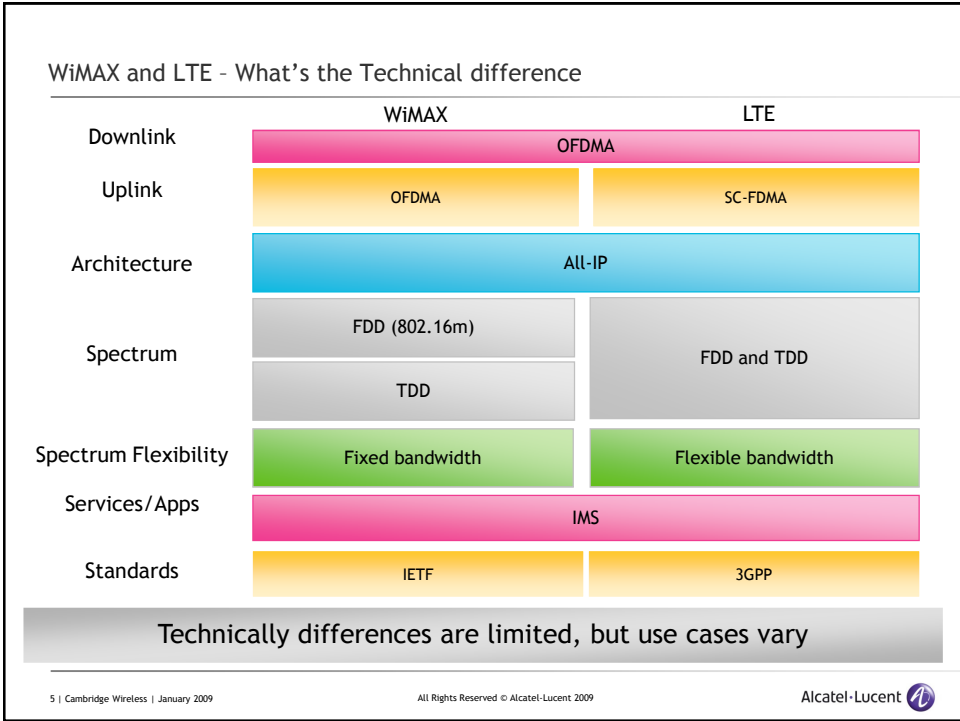 WiMAX and LTE – What’s the Technical difference
WiMAX LTE
Downlink OFDMA
Uplink OFDMA SC-FDMA
Architecture All-IP
Spectrum FDD (802.16m) FDD and TDD
TDD
Spectrum Flexibility Fixed bandwidth Flexible bandwidth
Services/Apps IMS
Standards IETF 3GPP
Technically differences are limited, but use cases vary
5 | Cambridge Wireless | January 2009 All Rights Reserved © Alcatel-Lucent 2009 Alcatel·Lucent